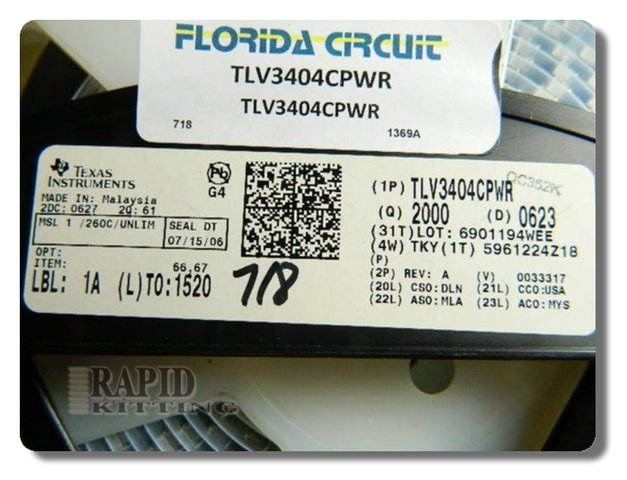 FLORIDA CIRCUIT
TLV3404CPWR
TLV3404CPWR
718 1369A
TEXAS
INSTRUMENTS
MADE IN: Malaysia
2DC: 0627 2Q: 61
MSL 1 /260C/UNLIM SEAL DT
07/15/06
OPT:
ITEM: 66,67
LBL: 1A (L)TO:1520
Pb
G4
7/8
(1P) TLV3404CPWR
(Q) 2000 (D) 0623
(31T)LOT: 6901194WEE
(4W) TKY(1T) 5961224Z18
(P)
(2P) REV: A (V) 0033317
(20L) CSO:DLN (21L) CCO:USA
(22L) ASO:MLA (23L) ACO:MYS
RAPID
KITTING